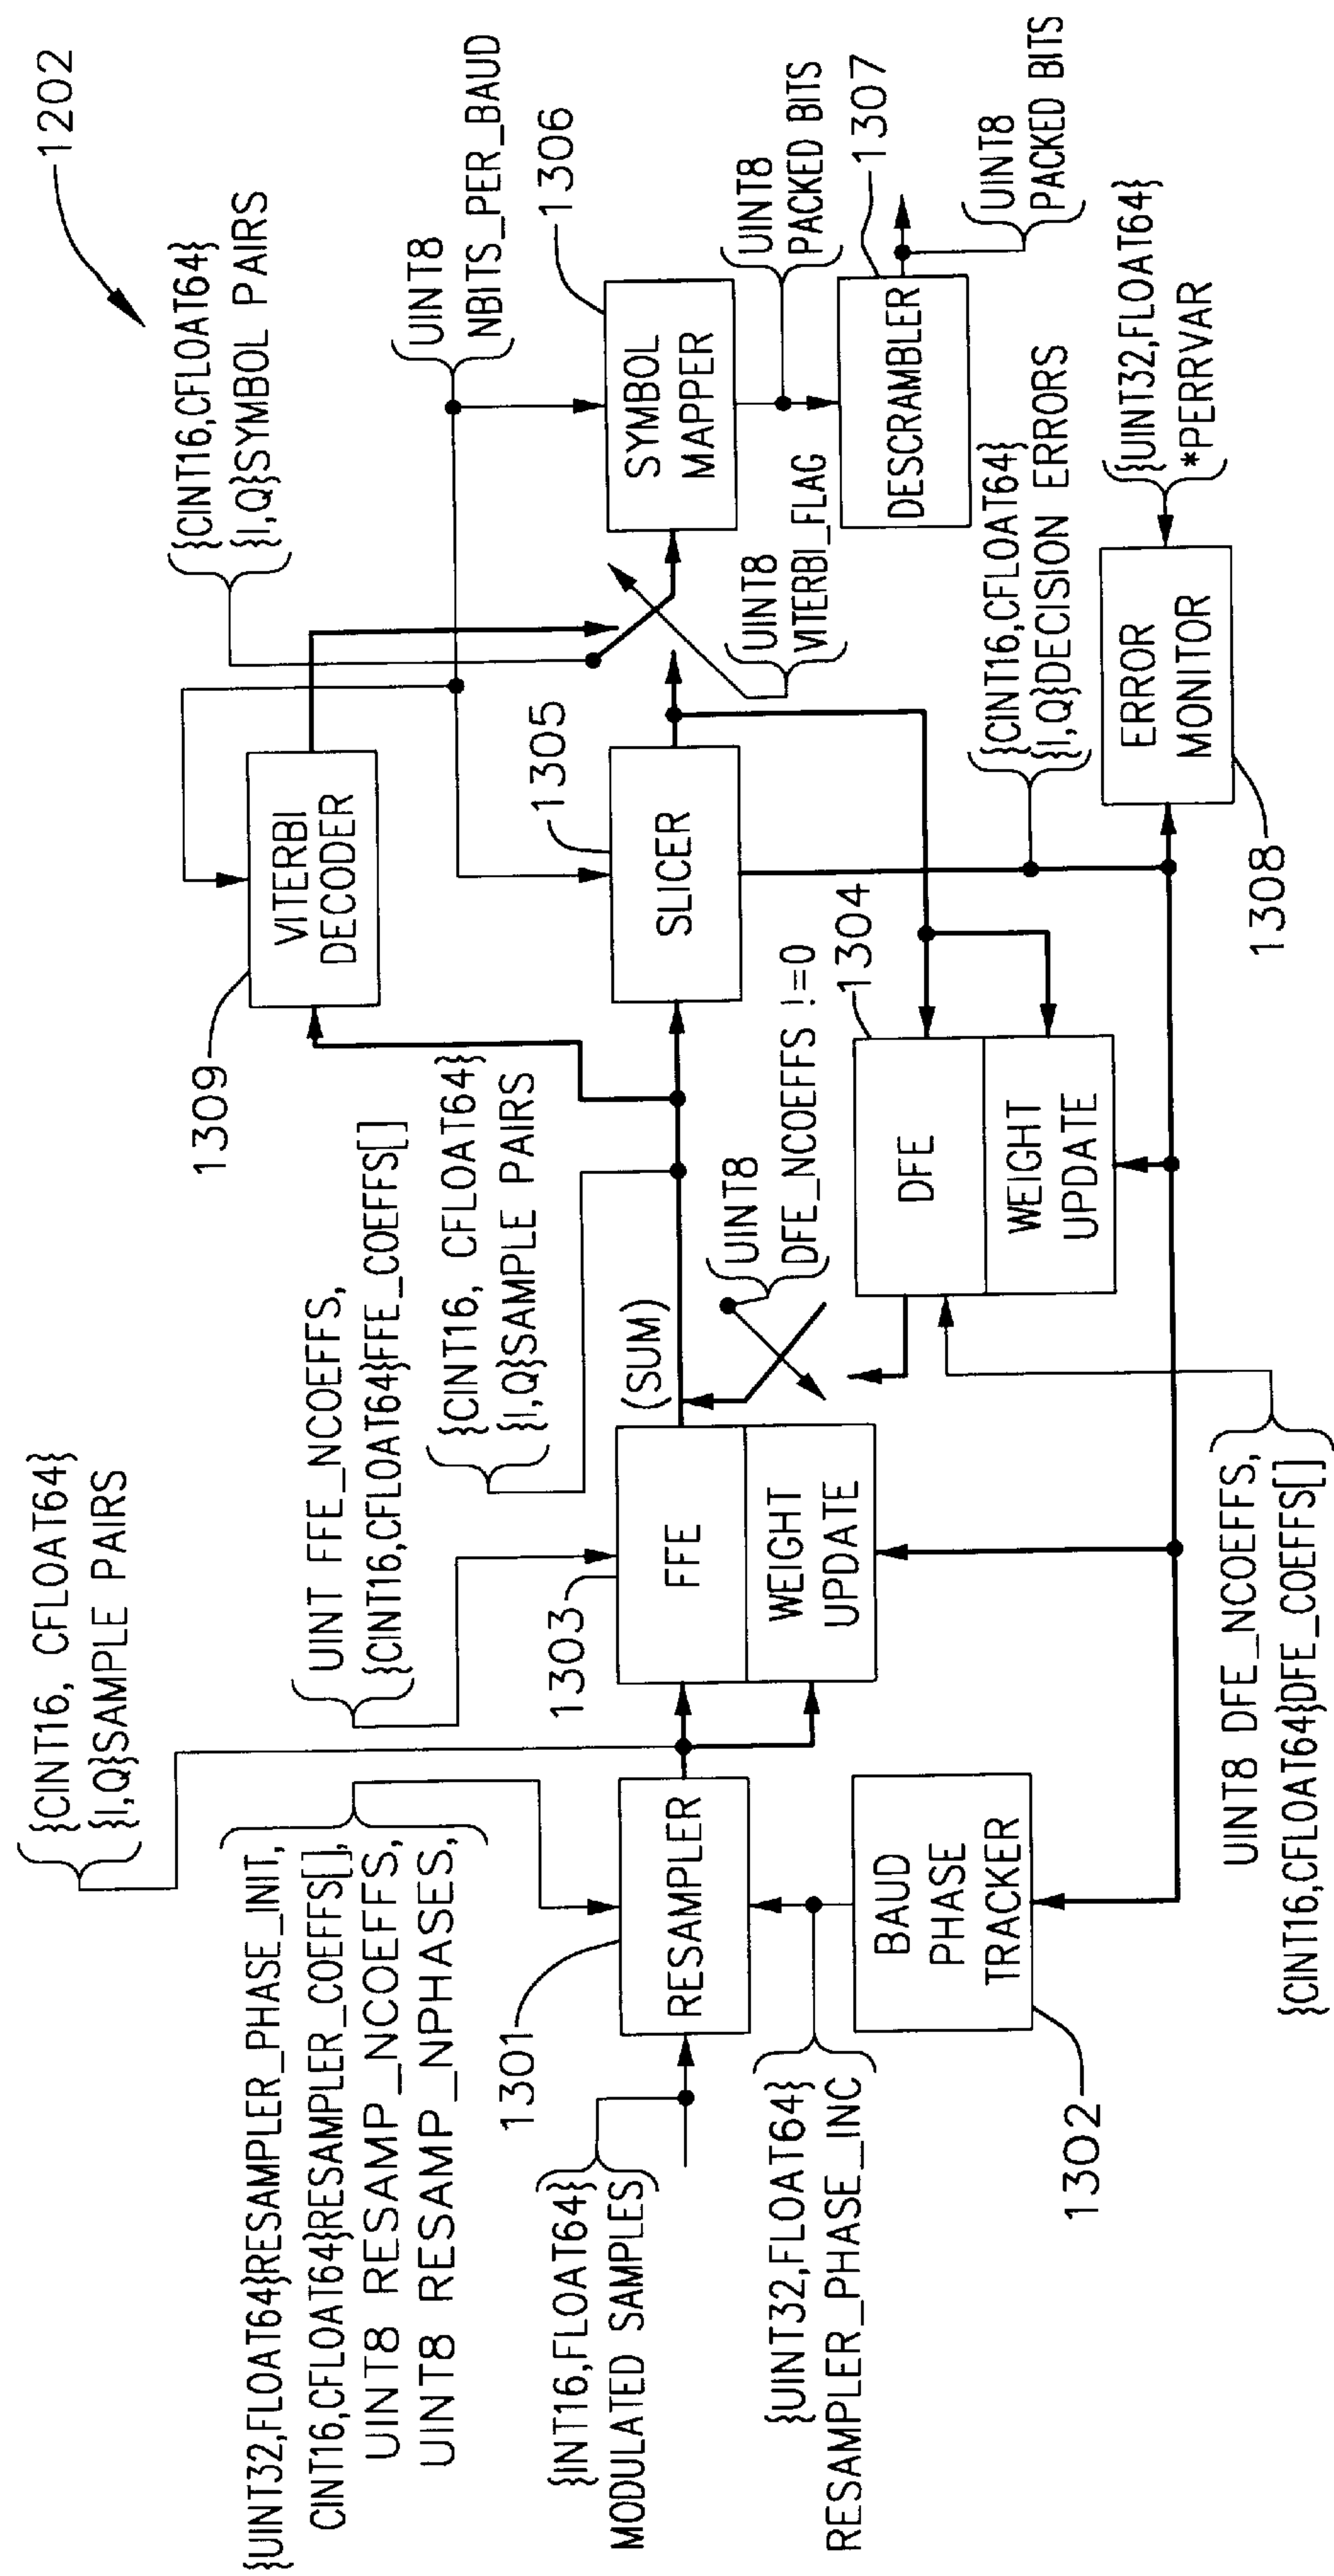 1202
{CINT16,CFLOAT64}
{I,Q}SYMBOL PAIRS
UINT8
NBITS_PER_BAUD
1306
SYMBOL
MAPPER
UINT8
PACKED BITS
1307
DESCRAMBLER
UINT8
PACKED BITS
UINT8
VITERBI_FLAG
1309
VITERBI
DECODER
1305
SLICER
{CINT16,CFLOAT64}
{I,Q}DECISION ERRORS
{UINT32,FLOAT64}
*PERRVAR
ERROR
MONITOR
1308
{CINT16, CFLOAT64}
{I,Q}SAMPLE PAIRS
UINT FFE_NCOEFFS,
{CINT16,CFLOAT64}FFE_COEFFS[]
{CINT16, CFLOAT64}
{I,Q}SAMPLE PAIRS
(SUM)
UINT8
DFE_NCOEFFS !=0
1304
DFE
WEIGHT
UPDATE
1303
FFE
WEIGHT
UPDATE
UINT8 DFE_NCOEFFS,
{CINT16,CFLOAT64}DFE_COEFFS[]
{UINT32,FLOAT64}RESAMPLER_PHASE_INIT,
CINT16,CFLOAT64}RESAMPLER_COEFFS[],
UINT8 RESAMP_NCOEFFS,
UINT8 RESAMP_NPHASES,
1301
RESAMPLER
{INT16,FLOAT64}
MODULATED SAMPLES
{UINT32,FLOAT64}
RESAMPLER_PHASE_INC
BAUD
PHASE
TRACKER
1302